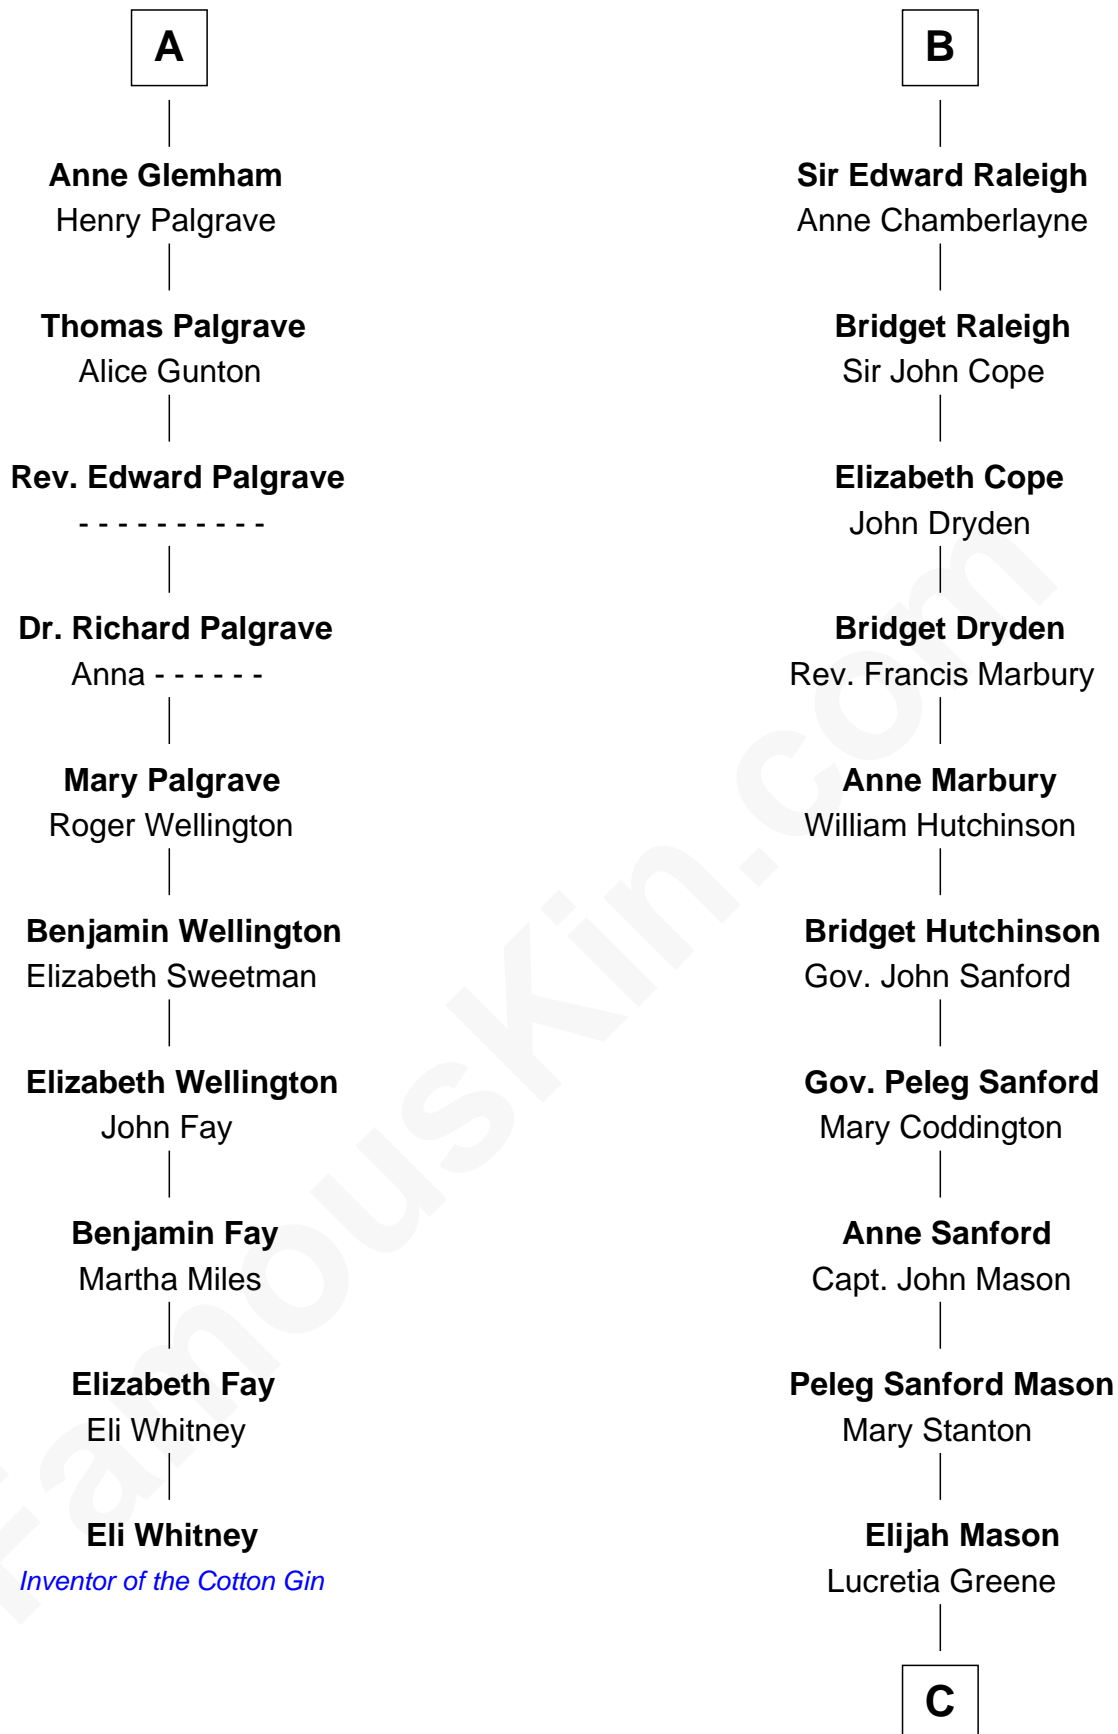 A
Anne Glemham
Henry Palgrave
Thomas Palgrave
Alice Gunton
Rev. Edward Palgrave
- - - - - - - - - -
Dr. Richard Palgrave
Anna - - - - - -
Mary Palgrave
Roger Wellington
Benjamin Wellington
Elizabeth Sweetman
Elizabeth Wellington
John Fay
Benjamin Fay
Martha Miles
Elizabeth Fay
Eli Whitney
Eli Whitney
Inventor of the Cotton Gin
B
Sir Edward Raleigh
Anne Chamberlayne
Bridget Raleigh
Sir John Cope
Elizabeth Cope
John Dryden
Bridget Dryden
Rev. Francis Marbury
Anne Marbury
William Hutchinson
Bridget Hutchinson
Gov. John Sanford
Gov. Peleg Sanford
Mary Coddington
Anne Sanford
Capt. John Mason
Peleg Sanford Mason
Mary Stanton
Elijah Mason
Lucretia Greene
C
FamousKin.com